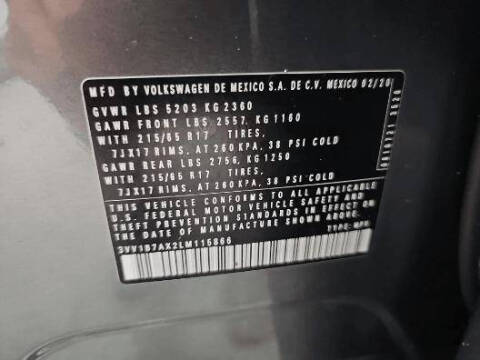 MFD BY VOLKSWAGEN DE MEXICO S.A. DE C.V. MEXICO 02/20
GVWR LBS 5203 KG 2360
GAWR FRONT LBS 2557, KG 1160
WITH 215/65 R17 TIRES.
7JX17 RIMS, AT 260 KPA, 38 PSI COLD
GAWR REAR LBS 2756, KG 1250
WITH 215/65 R17 TIRES.
7JX17 RIMS, AT 260 KPA, 38 PSI COLD
THIS VEHICLE CONFORMS TO ALL APPLICABLE
U.S. FEDERAL MOTOR VEHICLE SAFETY AND
THEFT PREVENTION STANDARDS IN EFFECT ON
THE DATE OF MANUFACTURE SHOWN ABOVE.
3VV1B7AX2LM115866
TYPE: MPV